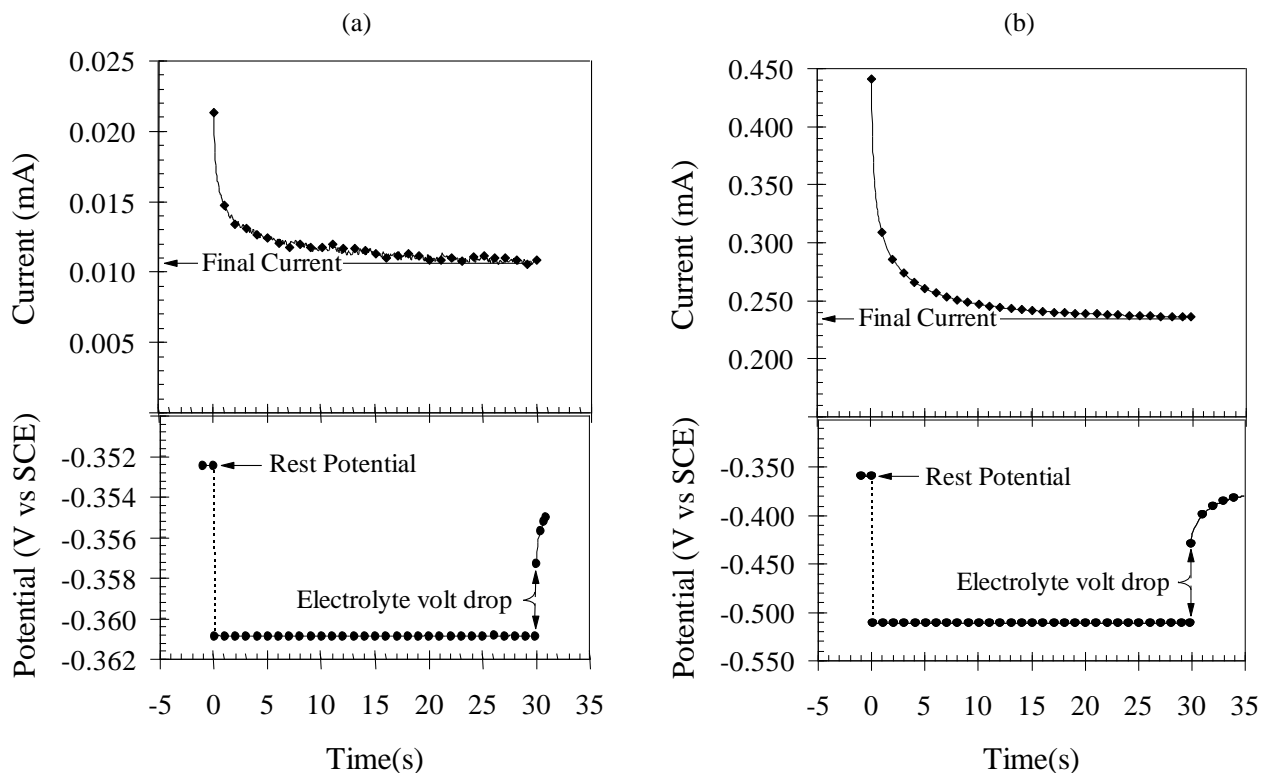 (a)
0.025
0.020
0.015
0.010
0.005
Current (mA)
Final Current
-0.352
-0.354
-0.356
-0.358
-0.360
-0.362
Potential (V vs SCE)
Rest Potential
Electrolyte volt drop
-5 0 5 10 15 20 25 30 35
Time(s)
(b)
0.450
0.400
0.350
0.300
0.250
0.200
Current (mA)
Final Current
-0.350
-0.400
-0.450
-0.500
-0.550
Potential (V vs SCE)
Rest Potential
Electrolyte volt drop
-5 0 5 10 15 20 25 30 35
Time(s)